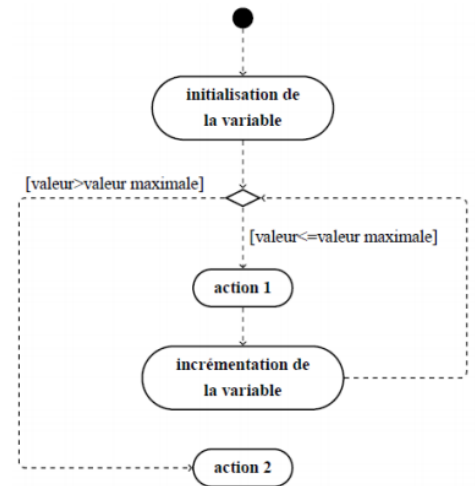 initialisation de
la variable
[valeur>valeur maximale]
[valeur<=valeur maximale]
action 1
incrémentation de
la variable
action 2